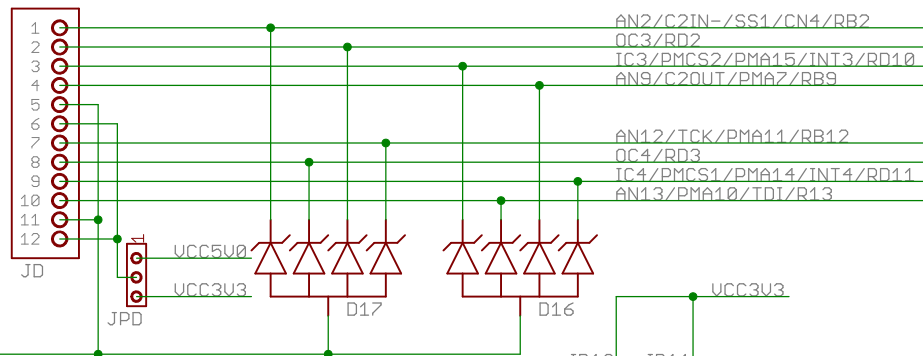 1
AN2/C2IN-/SS1/CN4/RB2
2
OC3/RD2
3
IC3/PMCS2/PMA15/INT3/RD10
4
AN9/C2OUT/PMA7/RB9
5
6
7
AN12/TCK/PMA11/RB12
8
OC4/RD3
9
IC4/PMCS1/PMA14/INT4/RD11
10
AN13/PMA10/TDI/R13
11
12
1
VCC5V0
JD
VCC3V3
VCC3V3
JPD
D17
D16